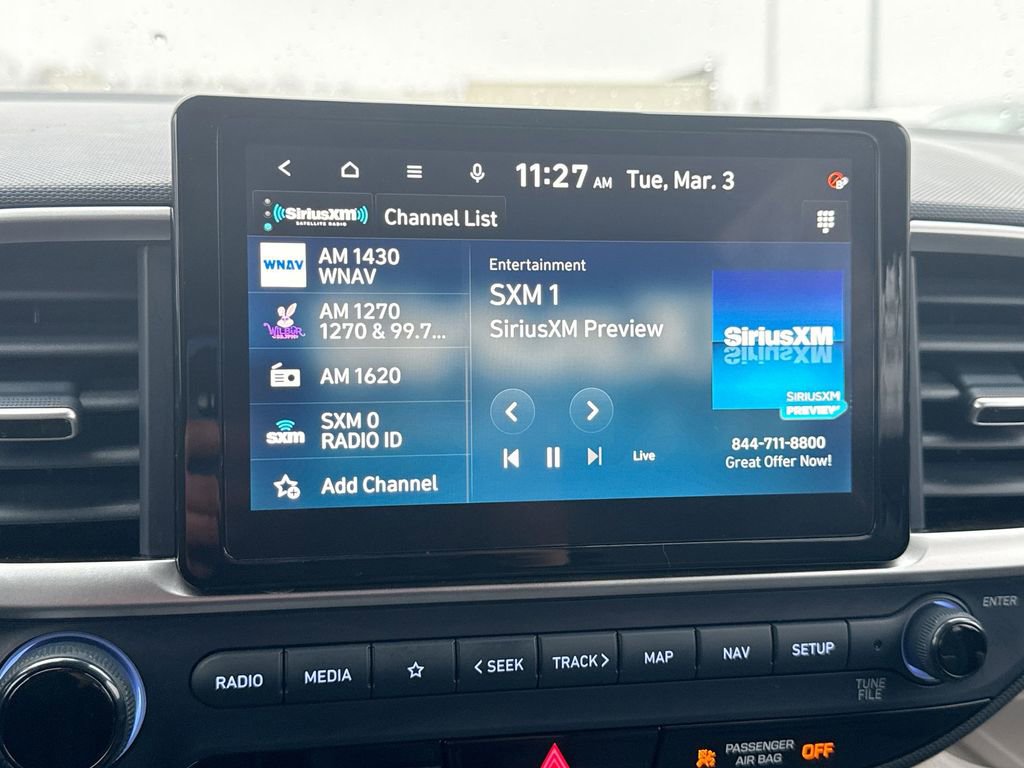 11:27 AM Tue, Mar. 3
SiriusXM
SATELLITE RADIO
Channel List
WNAV
AM 1430
WNAV
WILBUR
AM 1270
1270 & 99.7...
AM 1620
sxm
SXM 0
RADIO ID
Add Channel
Entertainment
SXM 1
SiriusXM Preview
Live
SiriusXM
SIRIUSXM
PREVIEW
844-711-8800
Great Offer Now!
ENTER
RADIO
MEDIA
< SEEK
TRACK >
MAP
NAV
SETUP
TUNE
FILE
PASSENGER
AIR BAG
OFF